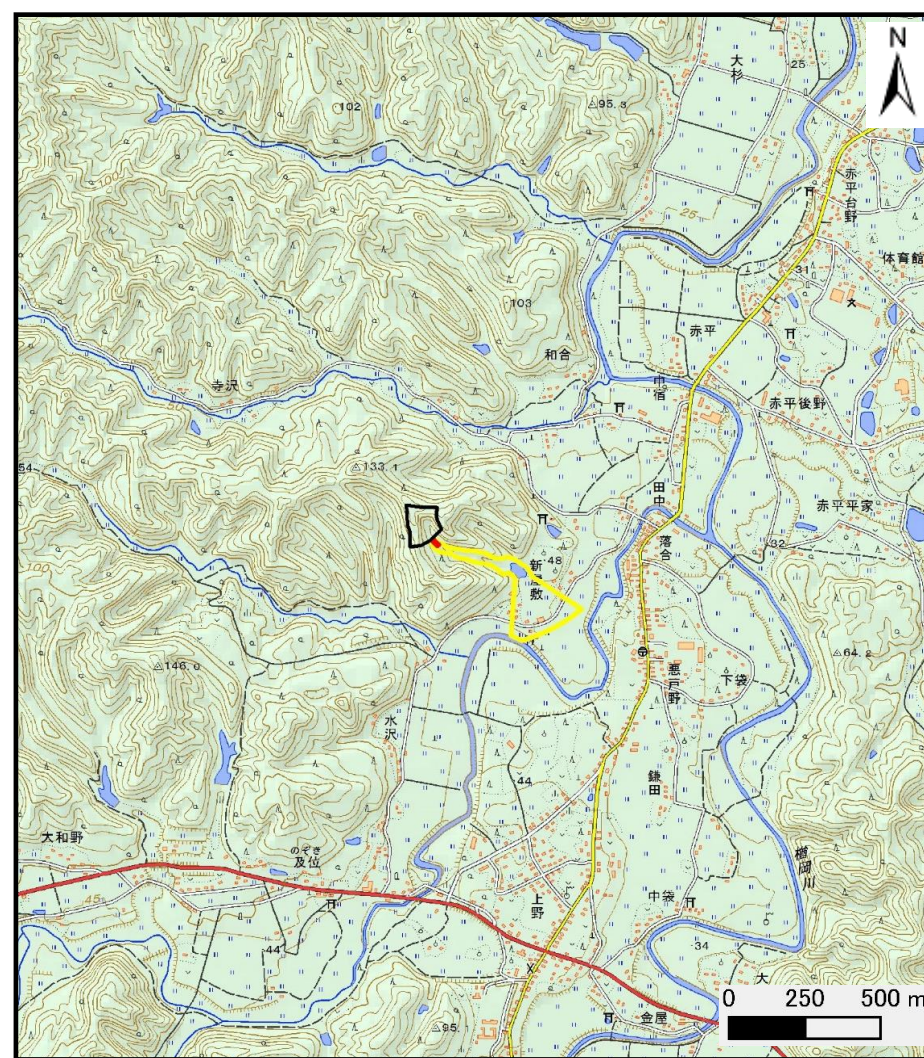 N
大杉
25
102
95.3
赤平台野
25
31
体育館
103
赤平
和合
中宿
寺沢
赤平後野
54
133.1
田中
赤平平家
落合
32
48
新屋敷
146.0
64.2
悪戸野
下袋
水沢
44
鎌田
大和野
のぞき
及位
楢岡川
45
中袋
上野
44
34
大
0 250 500 m
95.1
金屋